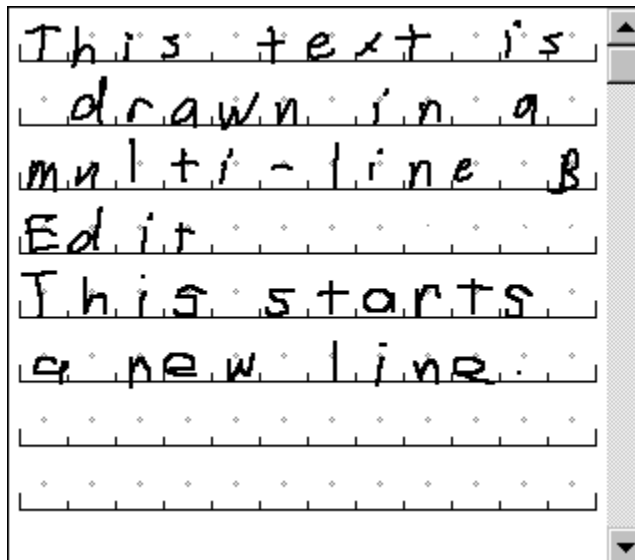 This text is
drawn in a
multi-line B
Edit
This starts
a new line.